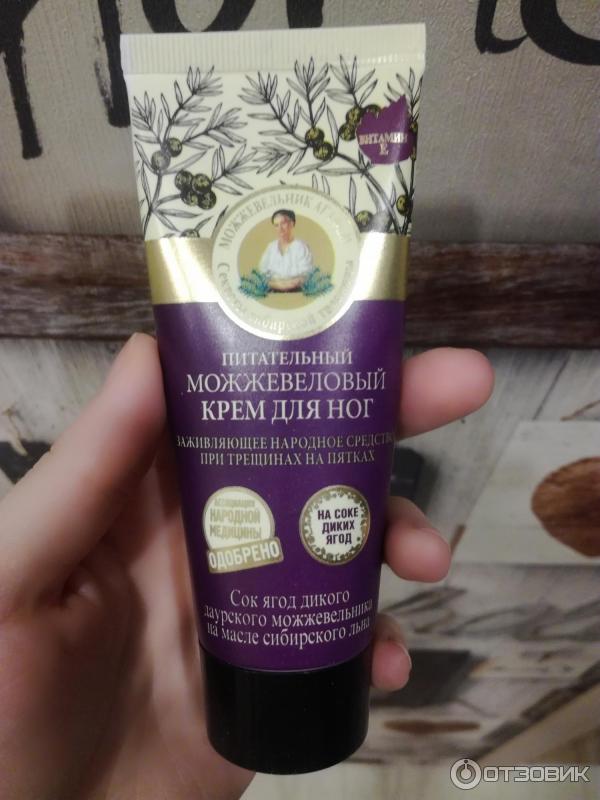 ВИТАМИН
Е
МОЖЖЕВЕЛЬНИК
ПИТАТЕЛЬНЫЙ
МОЖЖЕВЕЛОВЫЙ
КРЕМ ДЛЯ НОГ
ЗАЖИВЛЯЮЩЕЕ НАРОДНОЕ СРЕДСТВО
ПРИ ТРЕЩИНАХ НА ПЯТКАХ
АССОЦИАЦИЯ
НАРОДНОЙ
МЕДИЦИНЫ
ОДОБРЕНО
НА СОКЕ
ДИКИХ
ЯГОД
Сок ягод дикого
даурского можжевельника
на масле сибирского льна
ОТЗОВИК